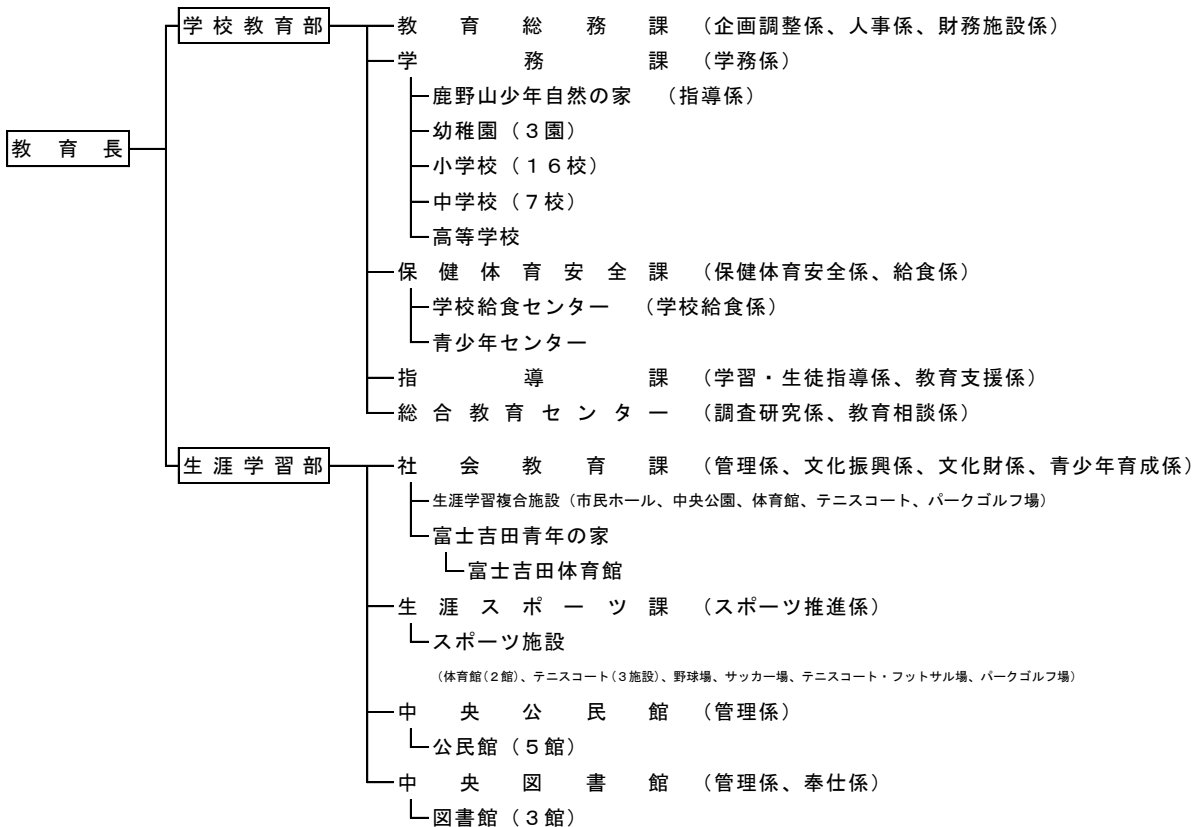 学校教育部 教育総務課 （企画調整係、人事係、財務施設係）
学務課 （学務係）
鹿野山少年自然の家 （指導係）
幼稚園（３園）
教育長
小学校（１６校）
中学校（７校）
高等学校
保健体育安全課 （保健体育安全係、給食係）
学校給食センター （学校給食係）
青少年センター
指導課 （学習・生徒指導係、教育支援係）
総合教育センター （調査研究係、教育相談係）
生涯学習部 社会教育課 （管理係、文化振興係、文化財係、青少年育成係）
生涯学習複合施設（市民ホール、中央公園、体育館、テニスコート、パークゴルフ場）
富士吉田青年の家
富士吉田体育館
生涯スポーツ課 （スポーツ推進係）
スポーツ施設
（体育館（２館）、テニスコート（３施設）、野球場、サッカー場、テニスコート・フットサル場、パークゴルフ場）
中央公民館 （管理係）
公民館（５館）
中央図書館 （管理係、奉仕係）
図書館（３館）